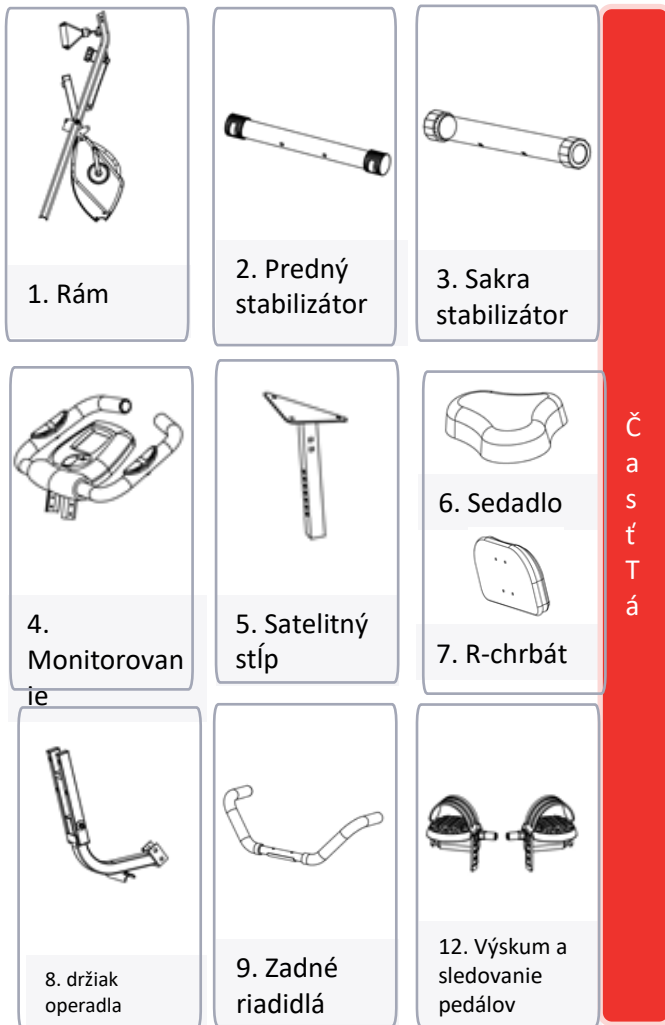 1. Rám
2. Predný
stabilizátor
3. Sakra
stabilizátor
4.
Monitorovan
ie
5. Satelitný
stĺp
6. Sedadlo
7. R-chrbát
8. držiak
operadla
9. Zadné
riadidlá
12. Výskum a
sledovanie
pedálov
Č
a
s
ť
T
á